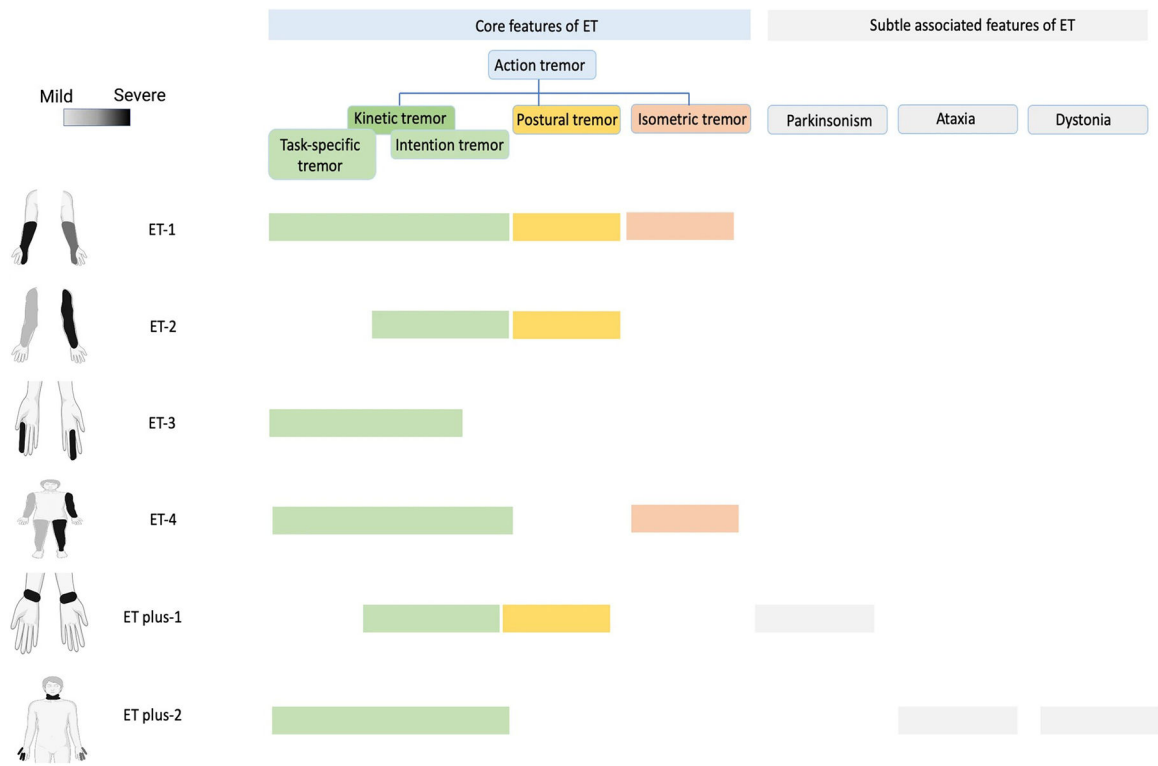 Core features of ET
Subtle associated features of ET
Action tremor
Mild Severe
Kinetic tremor
Postural tremor
Isometric tremor
Parkinsonism
Ataxia
Dystonia
Task-specific
tremor
Intention tremor
ET-1
ET-2
ET-3
ET-4
ET plus-1
ET plus-2